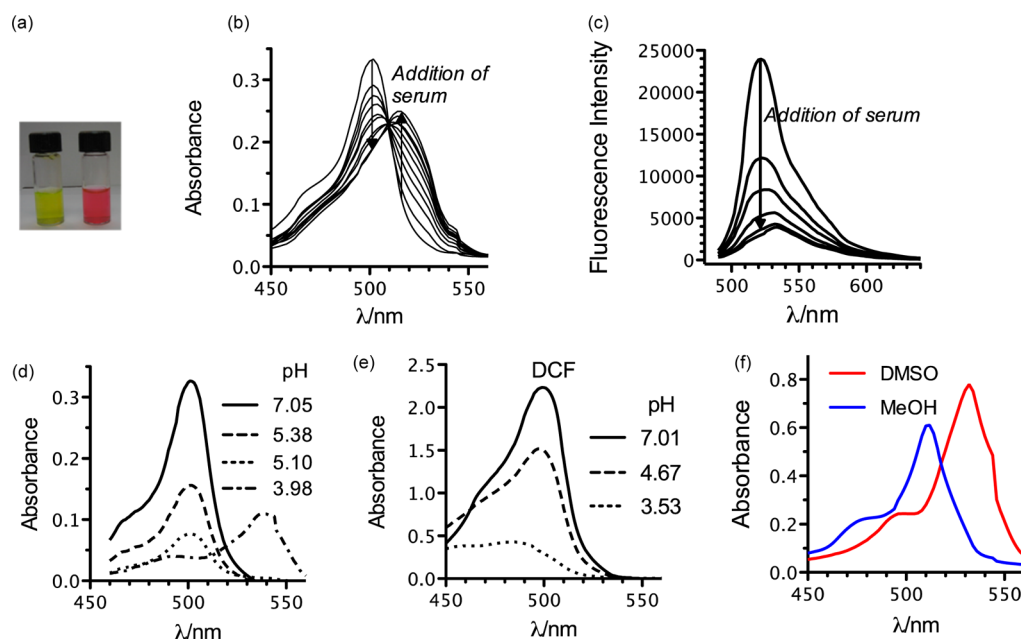 (a)
(b)
Absorbance
0.3
0.2
0.1
0.0
450
500
550
λ/nm
Addition of
serum
(c)
Fluorescence Intensity
25000
20000
15000
10000
5000
0
500
550
600
λ/nm
Addition of serum
(d)
Absorbance
0.3
0.2
0.1
0.0
450
500
550
λ/nm
pH
7.05
5.38
5.10
3.98
(e)
DCF
Absorbance
2.5
2.0
1.5
1.0
0.5
0.0
450
500
550
λ/nm
pH
7.01
4.67
3.53
(f)
Absorbance
0.8
0.6
0.4
0.2
0.0
450
500
550
λ/nm
DMSO
MeOH